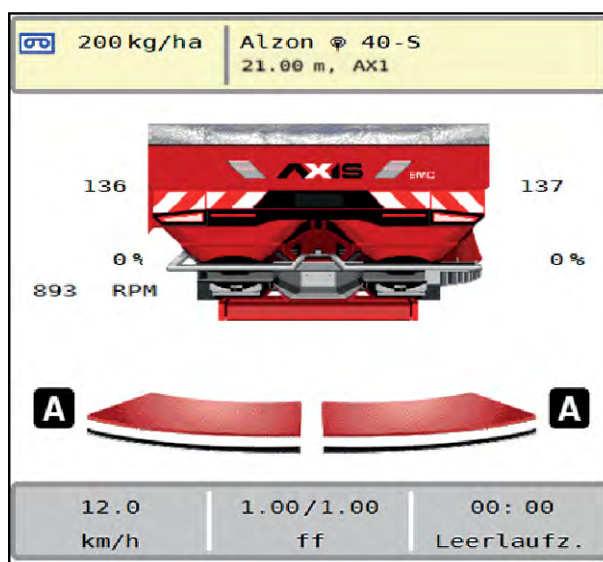 200 kg/ha
Alzon ® 40-S
21.00 m, AX1
AXIS EMC
136
137
0 %
0 %
893 RPM
A
A
12.0
1.00/1.00
00:00
km/h
ff
Leerlaufz.